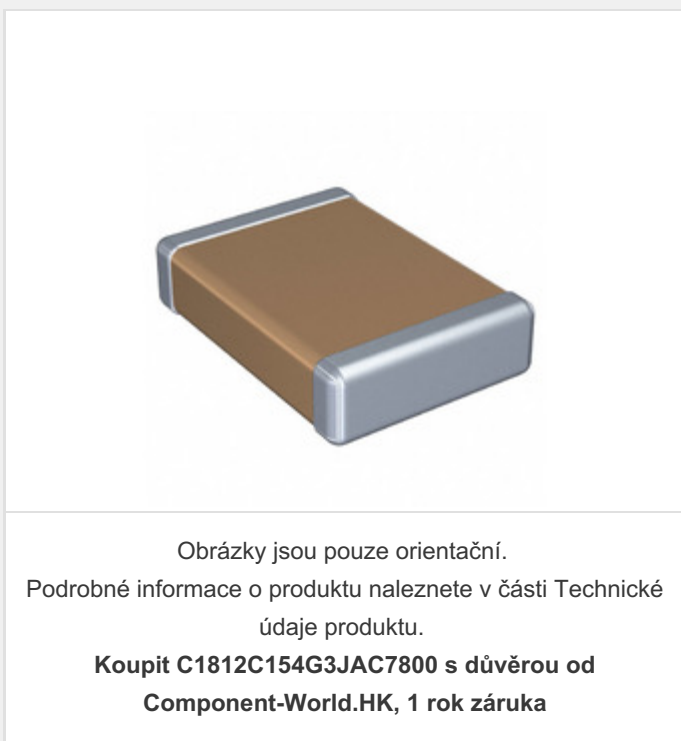 Obrázky jsou pouze orientační.
Podrobné informace o produktu naleznete v části Technické
údaje produktu.
Koupit C1812C154G3JAC7800 s důvěrou od
Component-World.HK, 1 rok záruka